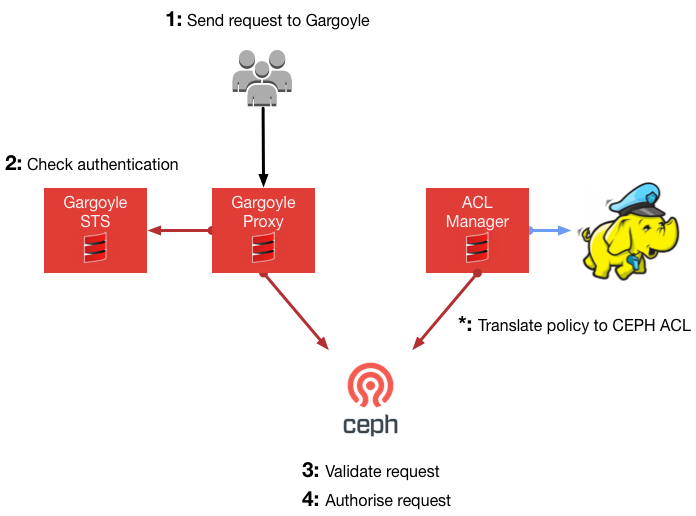 1: Send request to Gargoyle
2: Check authentication
Gargoyle
STS
Gargoyle
Proxy
ACL
Manager
*: Translate policy to CEPH ACL
ceph
3: Validate request
4: Authorise request